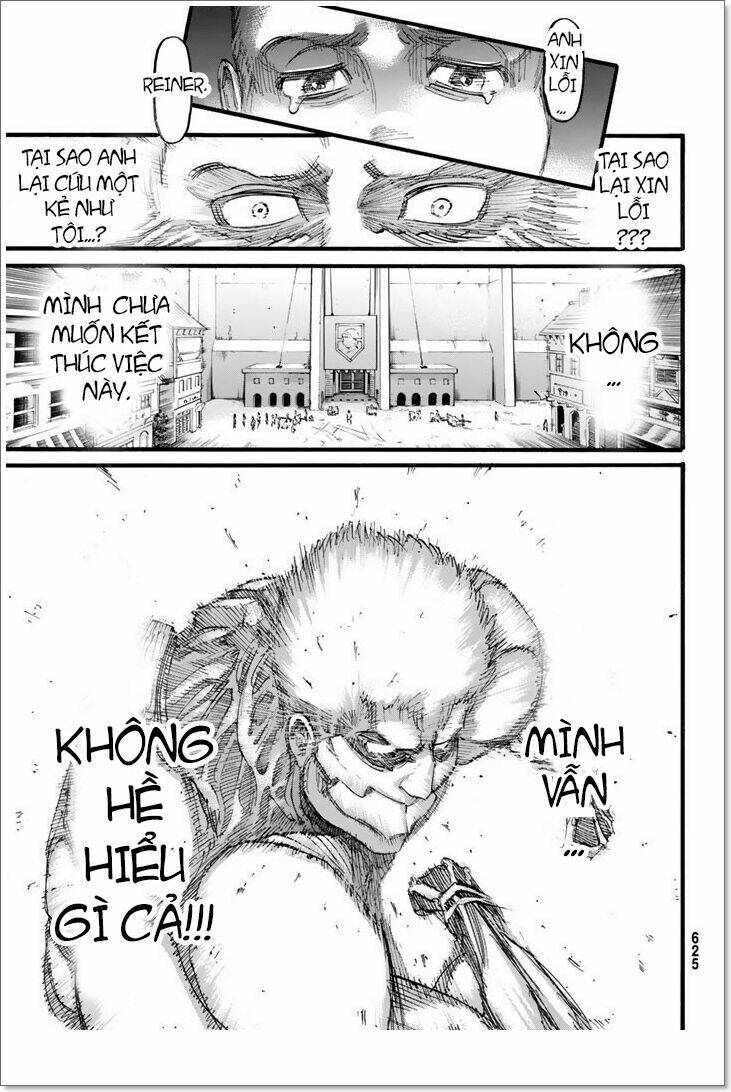 ANH
XIN
LỖI
...
REINER.
TẠI SAO
LẠI XIN
LỖI
???
TẠI SAO ANH
LẠI CỨU MỘT
KẺ NHƯ
TÔI...?
KHÔNG
...
MÌNH CHƯA
MUỐN KẾT
THÚC VIỆC
NÀY.
MÌNH
VẪN
...
KHÔNG
HỀ
HIỂU
GÌ CẢ!!!
625